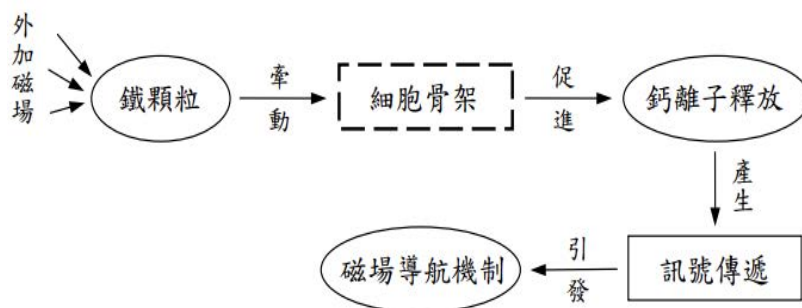 外加磁場
鐵顆粒
牽動
細胞骨架
促進
鈣離子釋放
產生
訊號傳遞
引發
磁場導航機制